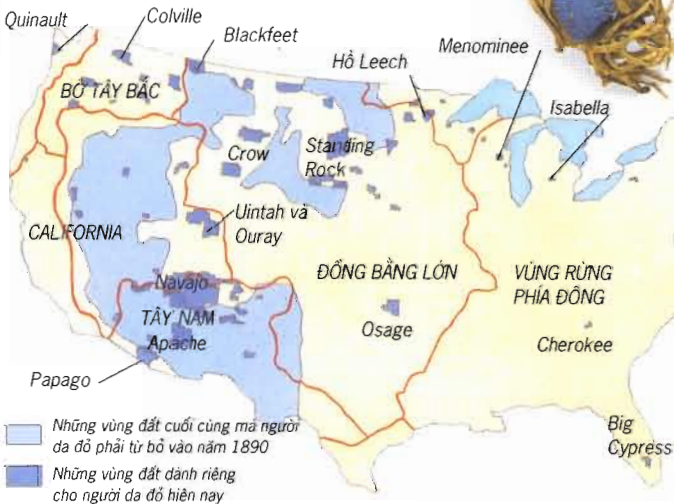 Quinault
Colville
Blackfeet
Hồ Leech
Menominee
Isabella
BỜ TÂY BẮC
Crow
Standing
Rock
Uintah và
Ouray
CALIFORNIA
Navajo
TÂY NAM
Apache
Papago
ĐỒNG BẰNG LỚN
Osage
VÙNG RỪNG
PHÍA ĐÔNG
Cherokee
Big
Cypress
Những vùng đất cuối cùng mà người
da đỏ phải từ bỏ vào năm 1890
Những vùng đất dành riêng
cho người da đỏ hiện nay